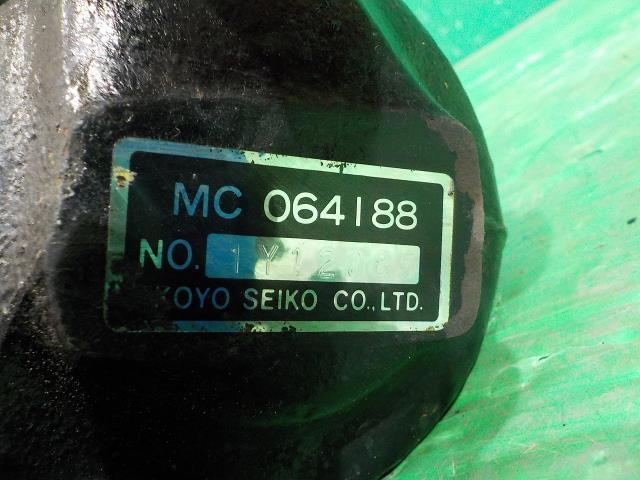 MC 064188
NO.
KOYO SEIKO CO., LTD.